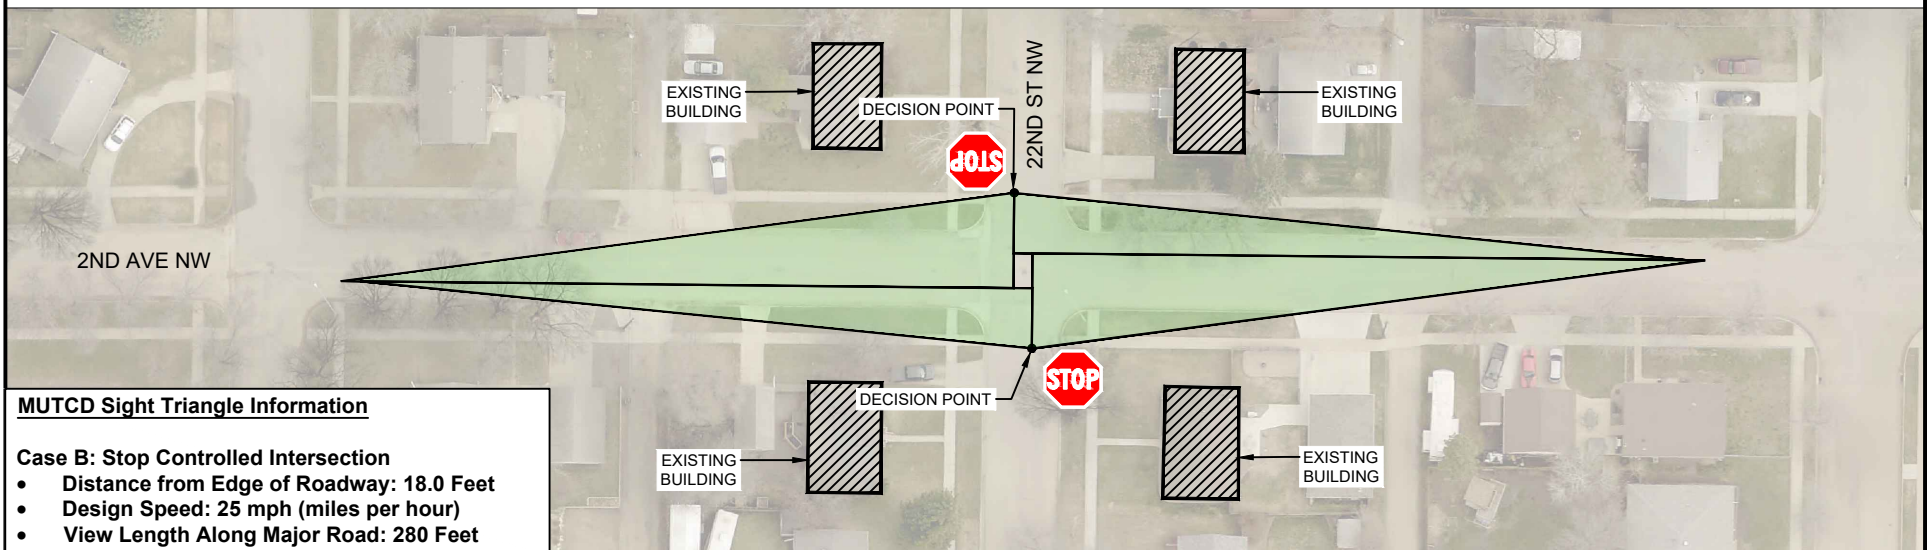 EXISTING
BUILDING
DECISION POINT
22ND ST NW
EXISTING
BUILDING
STOP
2ND AVE NW
STOP
DECISION POINT
EXISTING
BUILDING
EXISTING
BUILDING
MUTCD Sight Triangle Information
Case B: Stop Controlled Intersection
• Distance from Edge of Roadway: 18.0 Feet
• Design Speed: 25 mph (miles per hour)
• View Length Along Major Road: 280 Feet